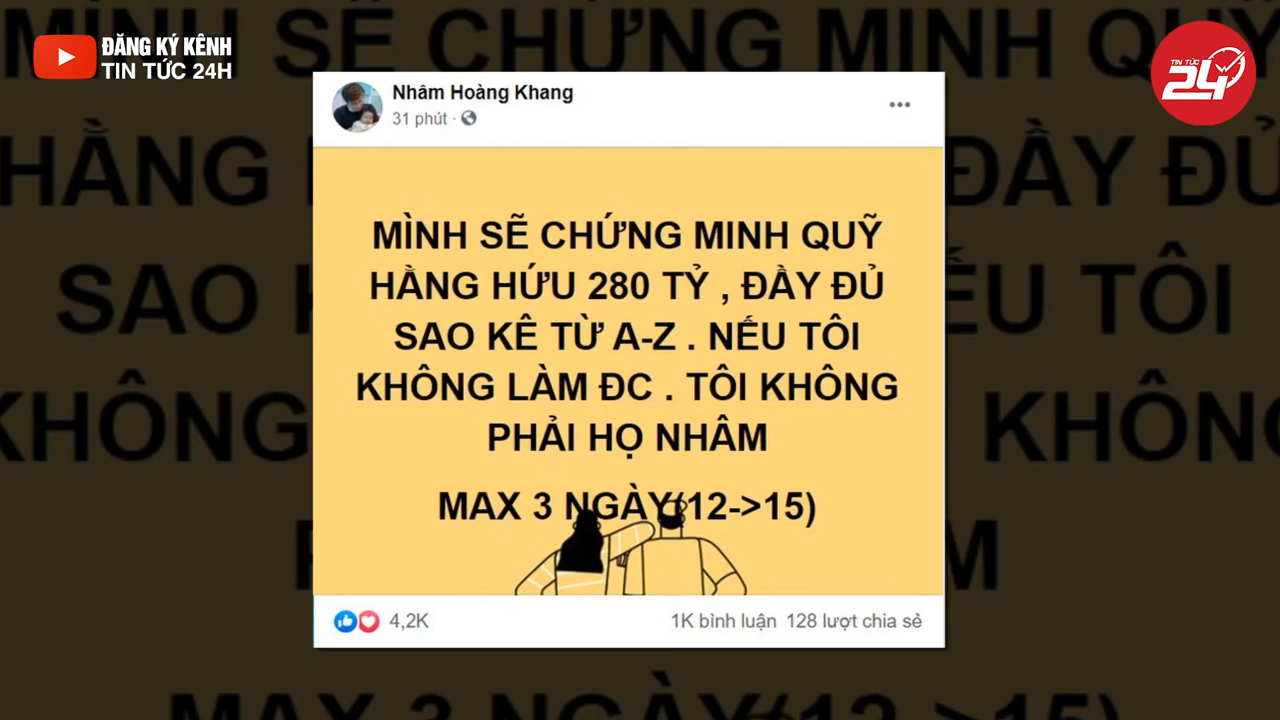 ĐĂNG KÝ KÊNH
TIN TỨC 24H
TIN TỨC
24
Nhâm Hoàng Khang
31 phút ·
MÌNH SẼ CHỨNG MINH QUỸ
HẰNG HỨU 280 TỶ , ĐẦY ĐỦ
SAO KÊ TỪ A-Z . NẾU TÔI
KHÔNG LÀM ĐC . TÔI KHÔNG
PHẢI HỌ NHÂM
MAX 3 NGÀY(12->15)
4,2K
1K bình luận 128 lượt chia sẻ